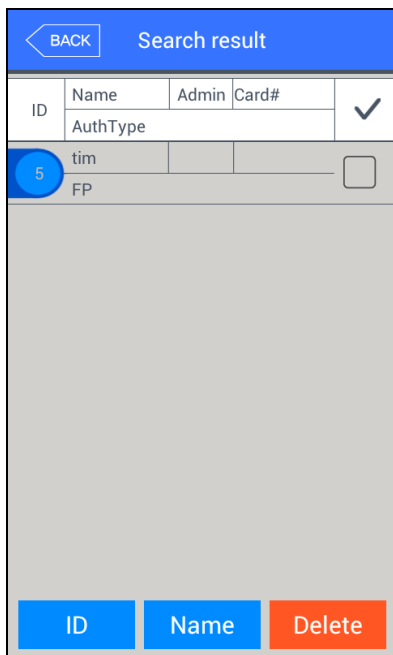 BACK Search result
ID Name Admin Card#
AuthType
5 tim
FP
ID Name Delete